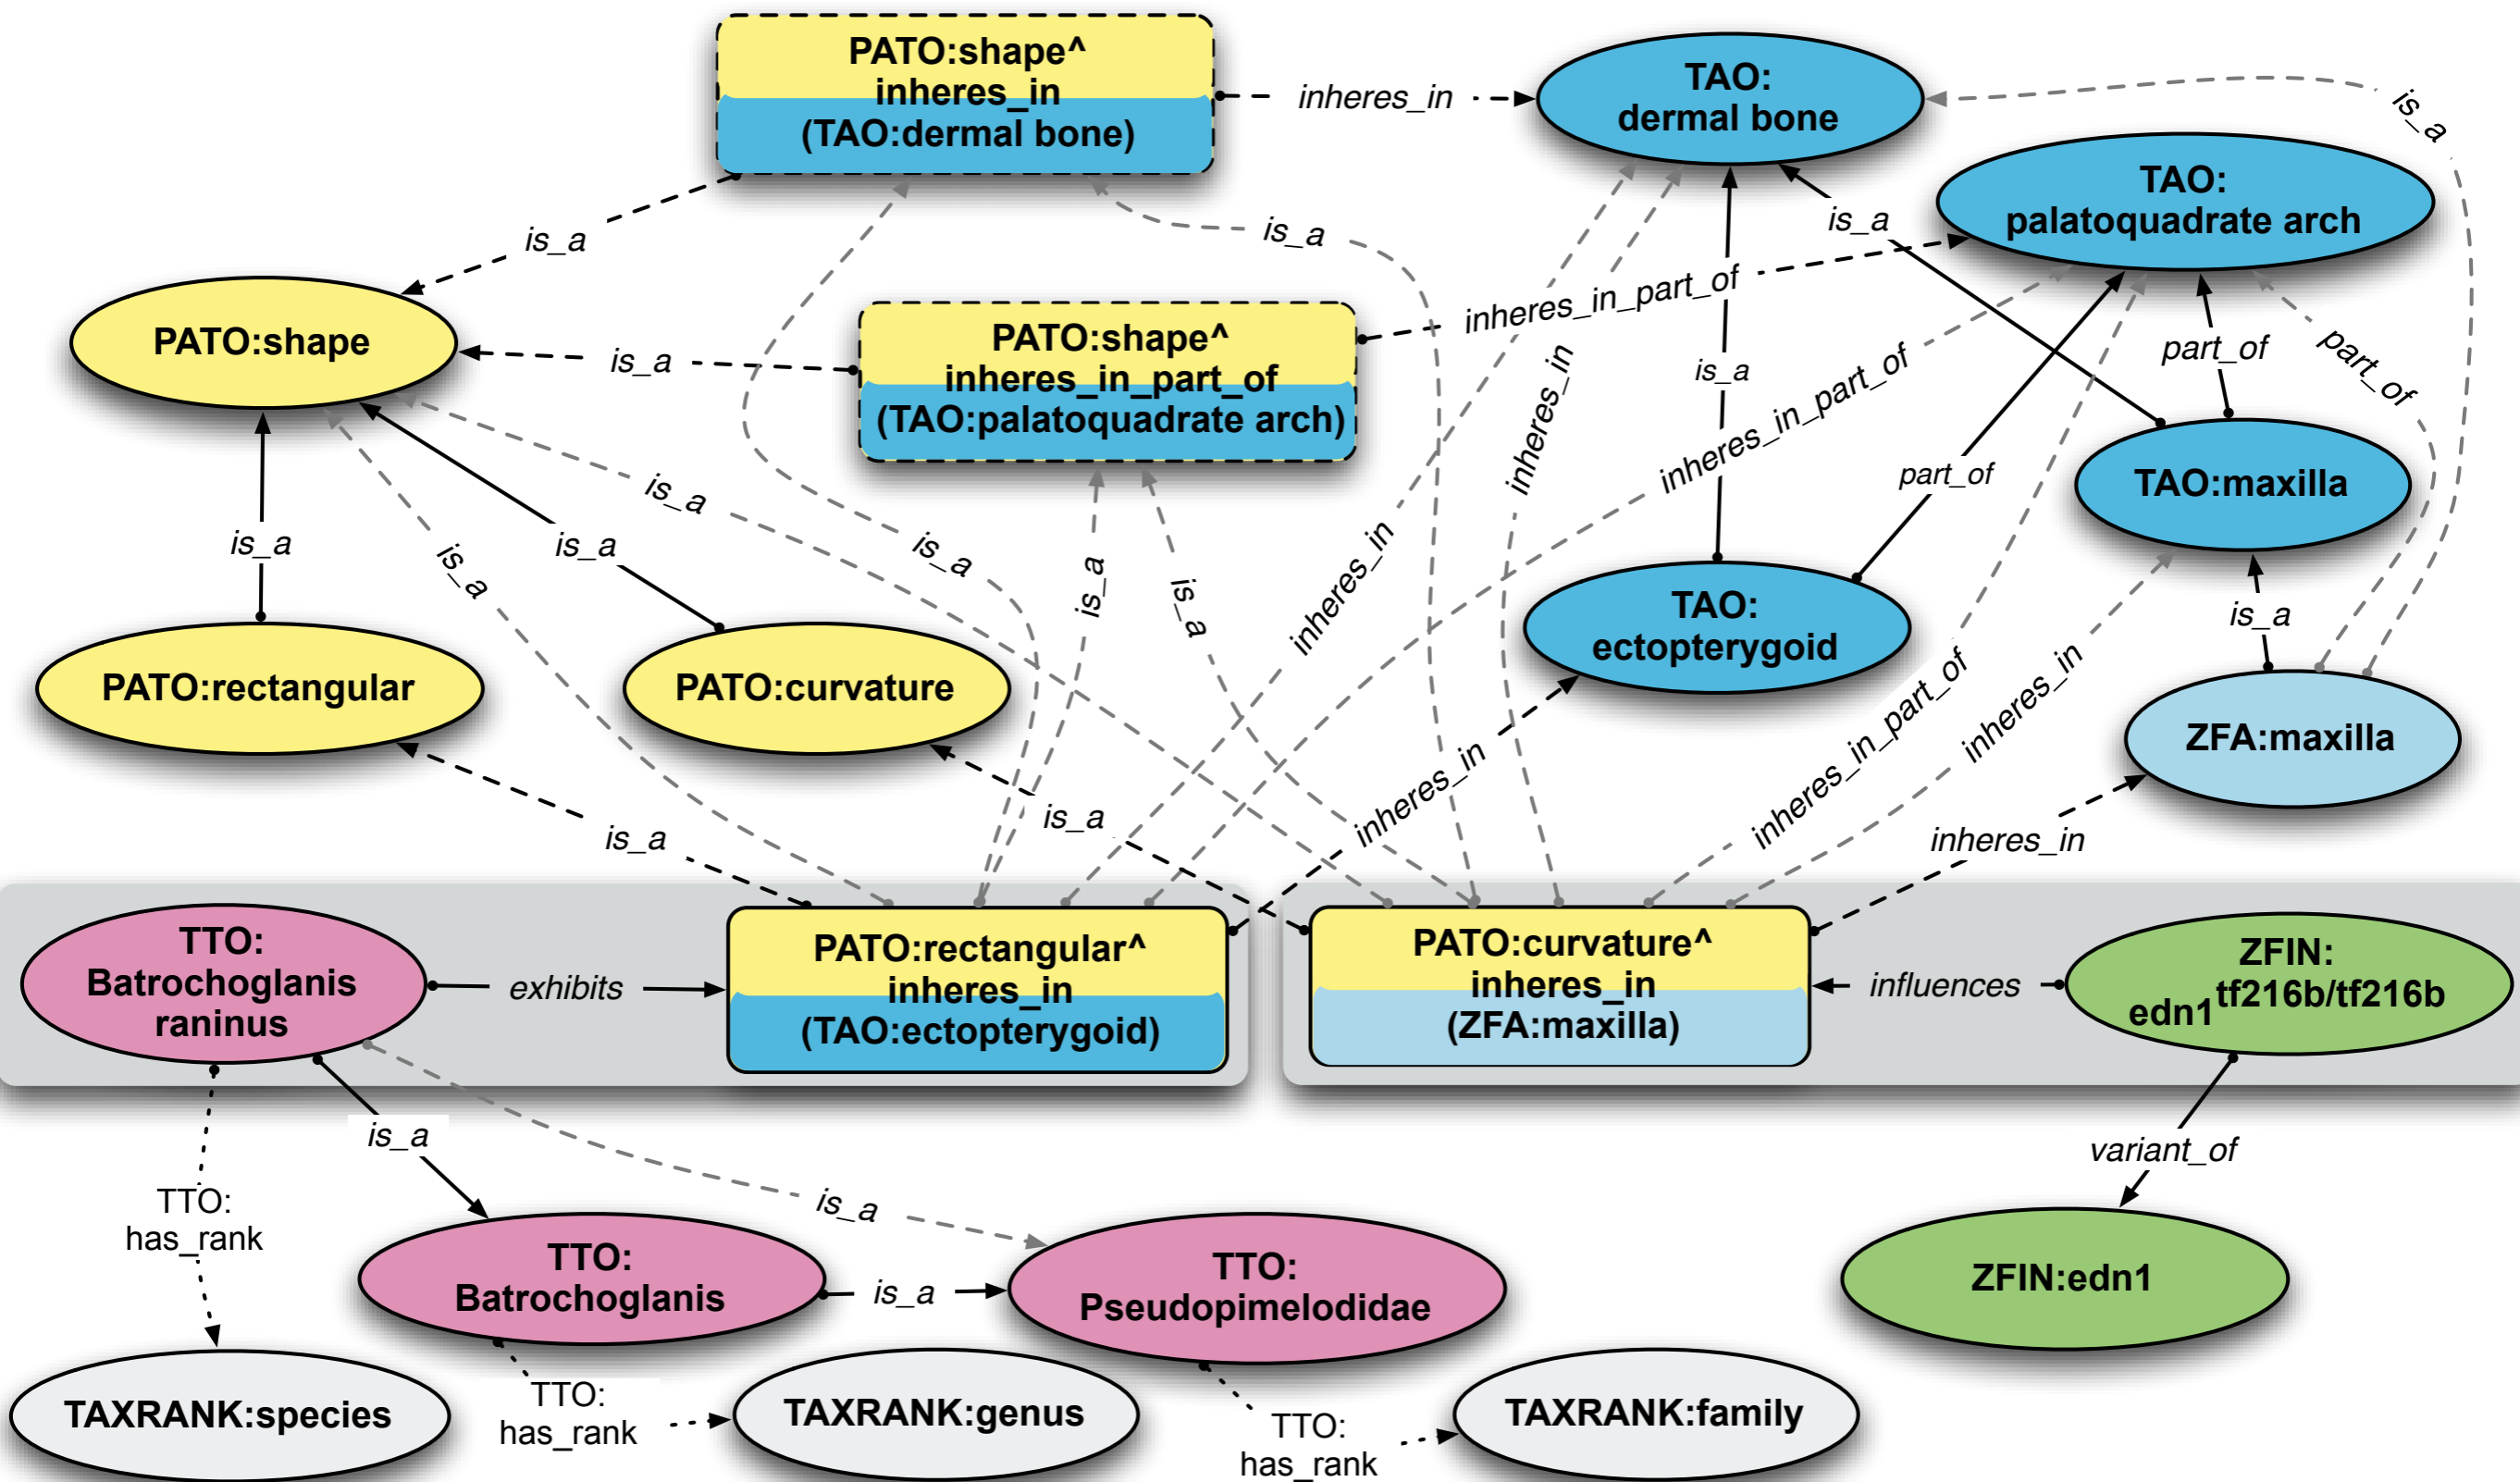 PATO:shape^
inheres_in
(TAO:dermal bone)
inheres_in
TAO:
dermal bone
is_a
TAO:
palatoquadrate arch
is_a
is_a
is_a
PATO:shape
is_a
PATO:shape^
inheres_in_part_of
(TAO:palatoquadrate arch)
inheres_in_part_of
is_a
inheres_in
inheres_in_part_of
part_of
part_of
part_of
TAO:maxilla
is_a
is_a
is_a
is_a
is_a
is_a
is_a
inheres_in
TAO:
ectopterygoid
is_a
PATO:rectangular
PATO:curvature
inheres_in_part_of
inheres_in
ZFA:maxilla
is_a
is_a
inheres_in
inheres_in
TTO:
Batrochoglanis
raninus
exhibits
PATO:rectangular^
inheres_in
(TAO:ectopterygoid)
PATO:curvature^
inheres_in
(ZFA:maxilla)
influences
ZFIN:
edn1tf216b/tf216b
is_a
variant_of
TTO:
has_rank
is_a
TTO:
Batrochoglanis
is_a
TTO:
Pseudopimelodidae
ZFIN:edn1
TAXRANK:species
TTO:
has_rank
TAXRANK:genus
TTO:
has_rank
TAXRANK:family